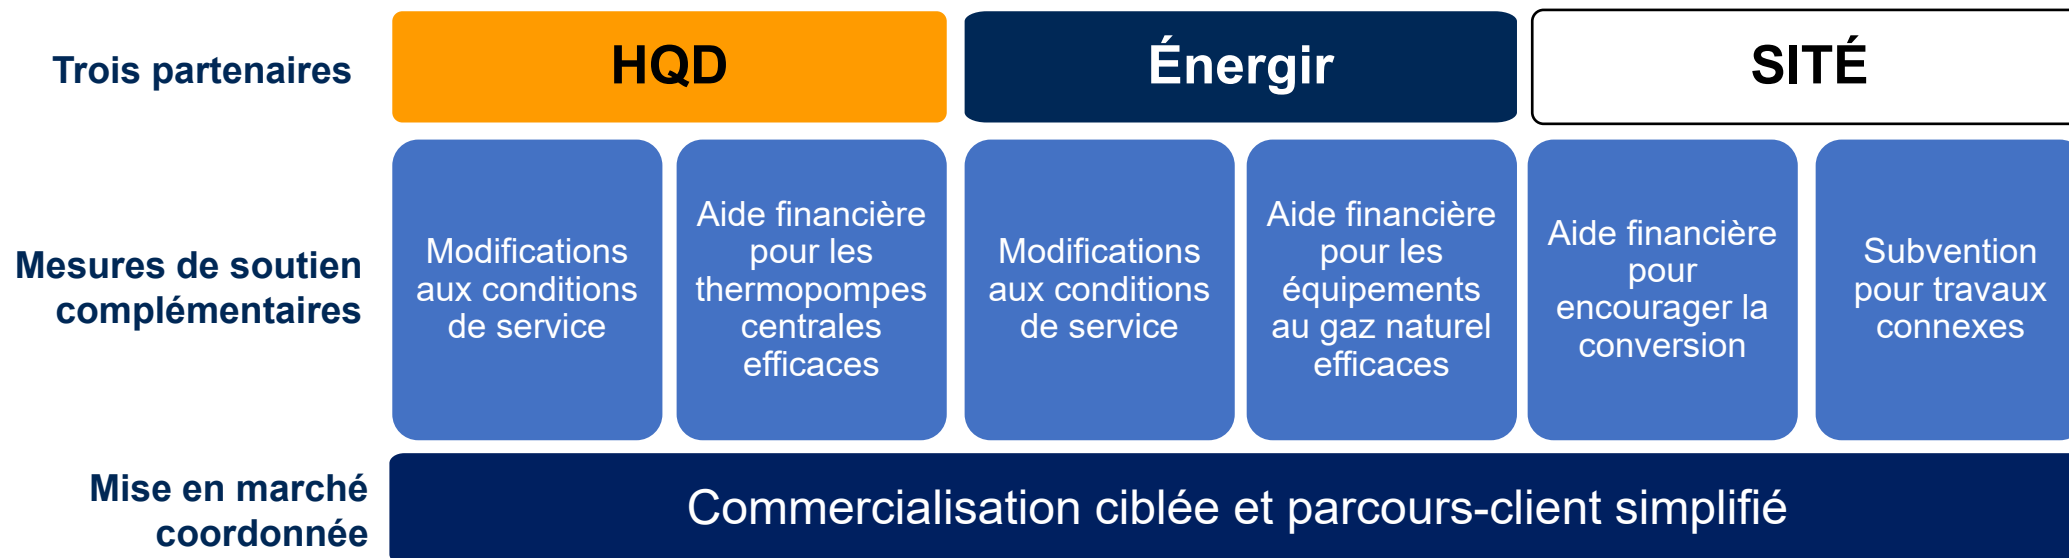 Trois partenaires
HQD
Énergir
SITÉ
Mesures de soutien
complémentaires
Modifications
aux conditions
de service
Aide financière
pour les
thermopompes
centrales
efficaces
Modifications
aux conditions
de service
Aide financière
pour les
équipements
au gaz naturel
efficaces
Aide financière
pour
encourager la
conversion
Subvention
pour travaux
connexes
Mise en marché
coordonnée
Commercialisation ciblée et parcours-client simplifié